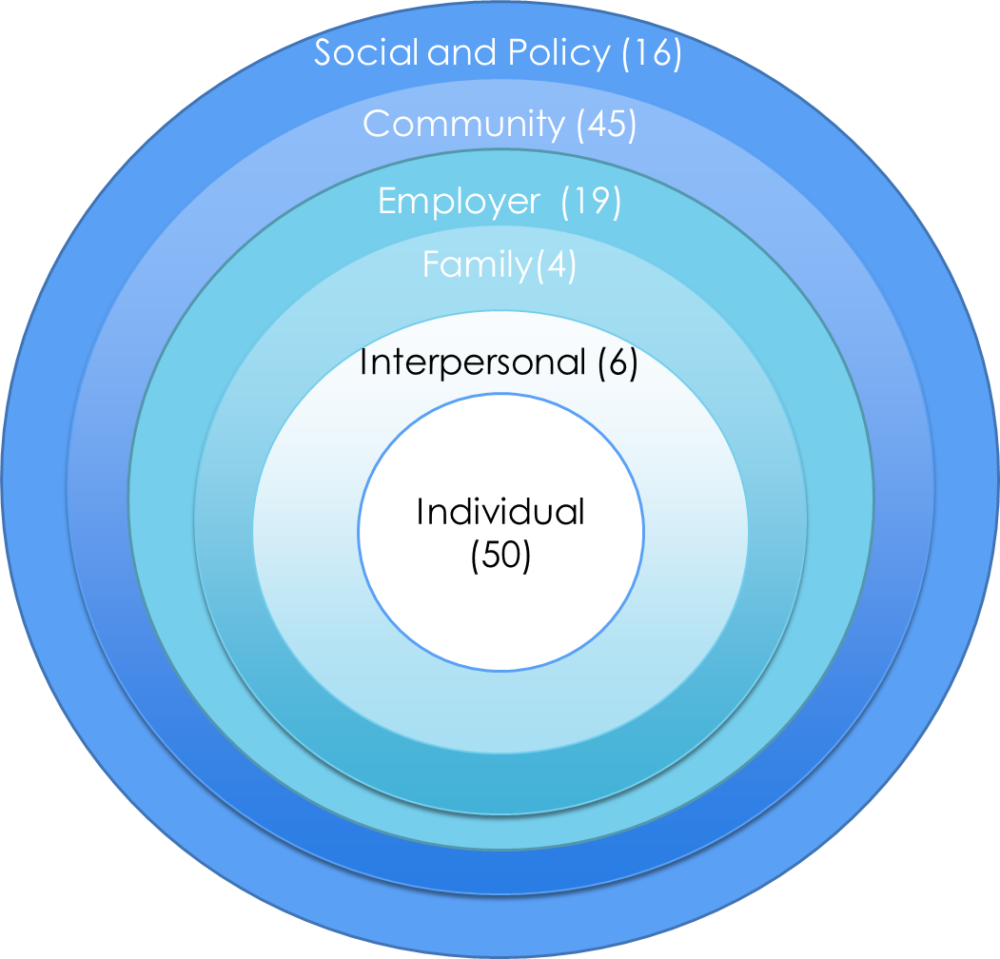 Social and Policy (16)
Community (45)
Employer (19)
Family(4)
Interpersonal (6)
Individual
(50)